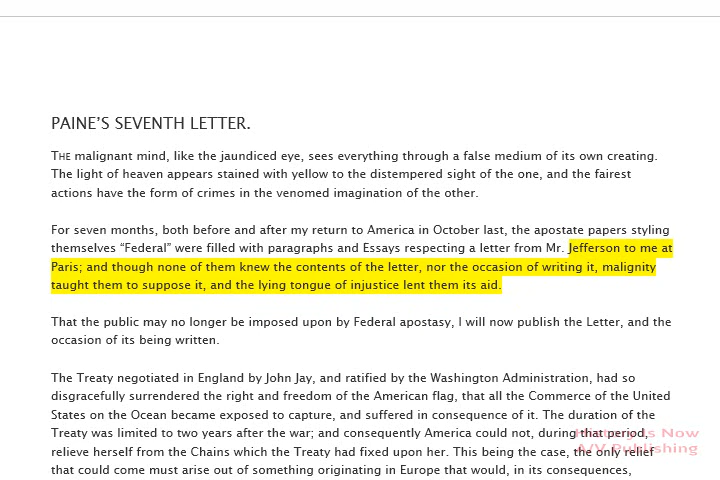 PAINE’S SEVENTH LETTER.
THE malignant mind, like the jaundiced eye, sees everything through a false medium of its own creating.
The light of heaven appears stained with yellow to the distempered sight of the one, and the fairest
actions have the form of crimes in the venomed imagination of the other.
For seven months, both before and after my return to America in October last, the apostate papers styling
themselves “Federal” were filled with paragraphs and Essays respecting a letter from Mr. Jefferson to me at
Paris; and though none of them knew the contents of the letter, nor the occasion of writing it, malignity
taught them to suppose it, and the lying tongue of injustice lent them its aid.
That the public may no longer be imposed upon by Federal apostasy, I will now publish the Letter, and the
occasion of its being written.
The Treaty negotiated in England by John Jay, and ratified by the Washington Administration, had so
disgracefully surrendered the right and freedom of the American flag, that all the Commerce of the United
States on the Ocean became exposed to capture, and suffered in consequence of it. The duration of the
Treaty was limited to two years after the war; and consequently America could not, during that period,
relieve herself from the Chains which the Treaty had fixed upon her. This being the case, the only relief
that could come must arise out of something originating in Europe that would, in its consequences,
History Is Now
A/V Publishing